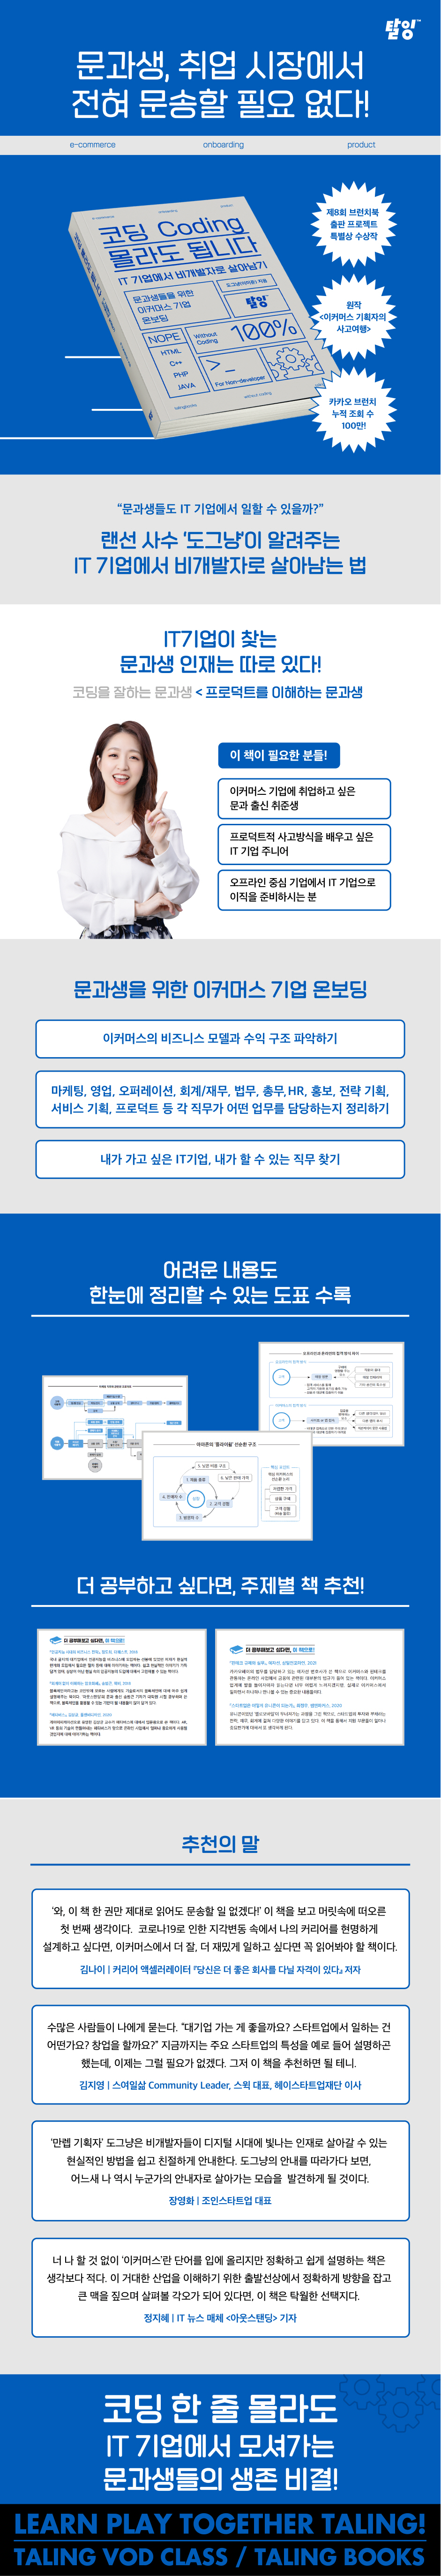 탈잉
문과생, 취업 시장에서
전혀 문송할 필요 없다!
e-commerce onboarding product
코딩 Coding
몰라도 됩니다
IT 기업에서 비개발자로 살아남기
문과생들을 위한
이커머스 기업
온보딩
탈잉
NOPE
HTML
C++
PHP
JAVA
Without
Coding
100%
For Non-developer
without coding
제8회 브런치북
출판 프로젝트
특별상 수상작
원작
<이커머스 기획자의
사고여행>
카카오 브런치
누적 조회 수
100만!
“문과생들도 IT 기업에서 일할 수 있을까?”
랜선 사수 ‘도그냥’이 알려주는
IT 기업에서 비개발자로 살아남는 법
IT기업이 찾는
문과생 인재는 따로 있다!
코딩을 잘하는 문과생 < 프로덕트를 이해하는 문과생
이 책이 필요한 분들!
이커머스 기업에 취업하고 싶은
문과 출신 취준생
프로덕트적 사고방식을 배우고 싶은
IT 기업 주니어
오프라인 중심 기업에서 IT 기업으로
이직을 준비하시는 분
문과생을 위한 이커머스 기업 온보딩
이커머스의 비즈니스 모델과 수익 구조 파악하기
마케팅, 영업, 오퍼레이션, 회계/재무, 법무, 총무,HR, 홍보, 전략 기획,
서비스 기획, 프로덕트 등 각 직무가 어떤 업무를 담당하는지 정리하기
내가 가고 싶은 IT기업, 내가 할 수 있는 직무 찾기
어려운 내용도
한눈에 정리할 수 있는 도표 수록
아마존의 '플라이휠' 선순환 구조
더 공부하고 싶다면, 주제별 책 추천!
더 공부해보고 싶다면, 이 책으로!
더 공부해보고 싶다면, 이 책으로!
추천의 말
‘와, 이 책 한 권만 제대로 읽어도 문송할 일 없겠다!’ 이 책을 보고 머릿속에 떠오른
첫 번째 생각이다. 코로나19로 인한 지각변동 속에서 나의 커리어를 현명하게
설계하고 싶다면, 이커머스에서 더 잘, 더 재밌게 일하고 싶다면 꼭 읽어봐야 할 책이다.
김나이 | 커리어 액셀러레이터 『당신은 더 좋은 회사를 다닐 자격이 있다』 저자
수많은 사람들이 나에게 묻는다. “대기업 가는 게 좋을까요? 스타트업에서 일하는 건
어떤가요? 창업을 할까요?” 지금까지는 주요 스타트업의 특성을 예로 들어 설명하곤
했는데, 이제는 그럴 필요가 없겠다. 그저 이 책을 추천하면 될 테니.
김지영 | 스여일삶 Community Leader, 스윅 대표, 헤이스타트업재단 이사
‘만렙 기획자’ 도그냥은 비개발자들이 디지털 시대에 빛나는 인재로 살아갈 수 있는
현실적인 방법을 쉽고 친절하게 안내한다. 도그냥의 안내를 따라가다 보면,
어느새 나 역시 누군가의 안내자로 살아가는 모습을 발견하게 될 것이다.
장영화 | 조인스타트업 대표
너 나 할 것 없이 ‘이커머스’란 단어를 입에 올리지만 정확하고 쉽게 설명하는 책은
생각보다 적다. 이 거대한 산업을 이해하기 위한 출발선상에서 정확하게 방향을 잡고
큰 맥을 짚으며 살펴볼 각오가 되어 있다면, 이 책은 탁월한 선택지다.
정지혜 | IT 뉴스 매체 <아웃스탠딩> 기자
코딩 한 줄 몰라도
IT 기업에서 모셔가는
문과생들의 생존 비결!
LEARN PLAY TOGETHER TALING!
TALING VOD CLASS / TALING BOOKS